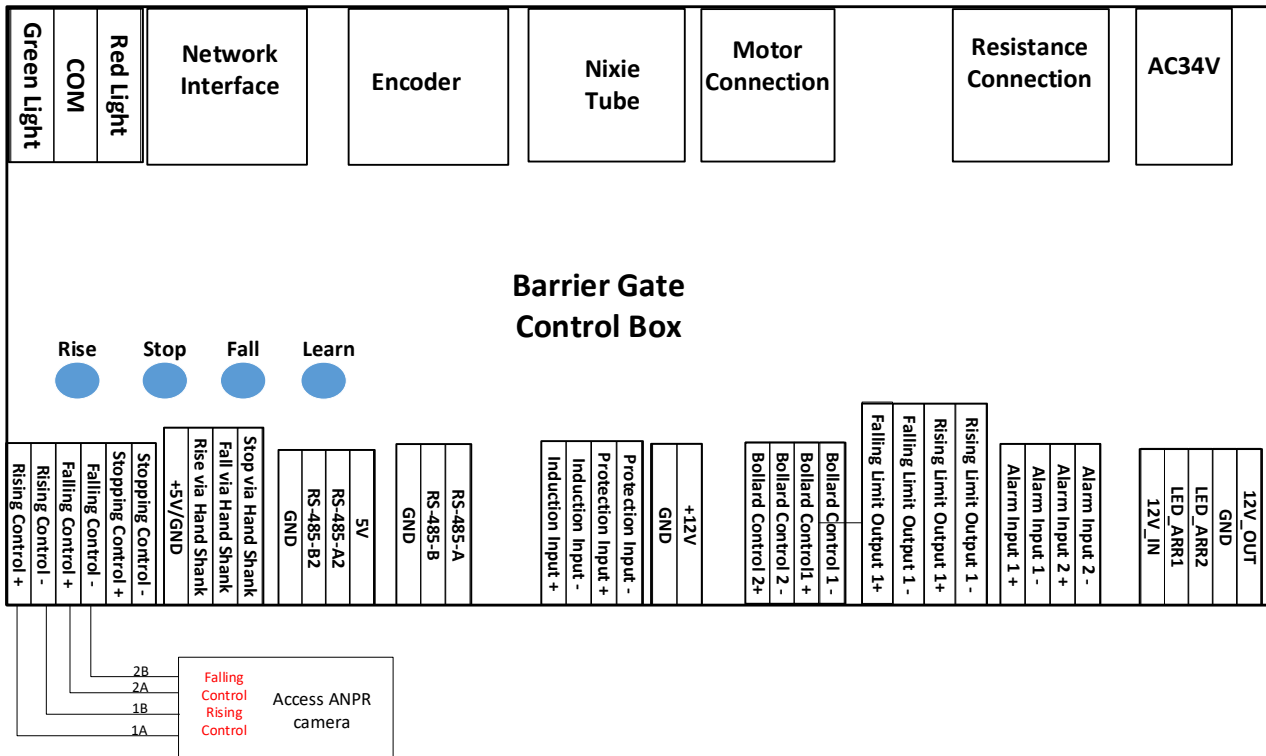 Green Light
COM
Red Light
Network
Interface
Encoder
Nixie
Tube
Motor
Connection
Resistance
Connection
AC34V
Barrier Gate
Control Box
Rise
Stop
Fall
Learn
Rising Control +
Rising Control -
Falling Control +
Falling Control -
Stopping Control +
Stopping Control -
+5V/GND
Rise via Hand Shank
Fall via Hand Shank
Stop via Hand Shank
GND
RS-485-B2
RS-485-A2
5V
GND
RS-485-B
RS-485-A
Induction Input +
Induction Input -
Protection Input +
Protection Input -
GND
+12V
Bollard Control 2+
Bollard Control 2 -
Bollard Control1 +
Bollard Control 1 -
Falling Limit Output 1+
Falling Limit Output 1 -
Rising Limit Output 1+
Rising Limit Output 1 -
Alarm Input 1 +
Alarm Input 1 -
Alarm Input 2 +
Alarm Input 2 -
12V_IN
LED_ARR1
LED_ARR2
GND
12V_OUT
2B
2A
1B
1A
Falling
Control
Rising
Control
Access ANPR
camera